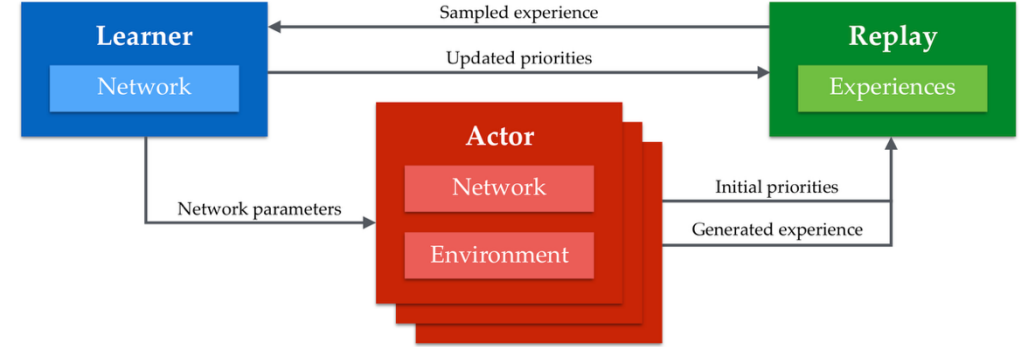 Sampled experience
Learner
Replay
Updated priorities
Network
Experiences
Actor
Network
Initial priorities
Network parameters
Generated experience
Environment